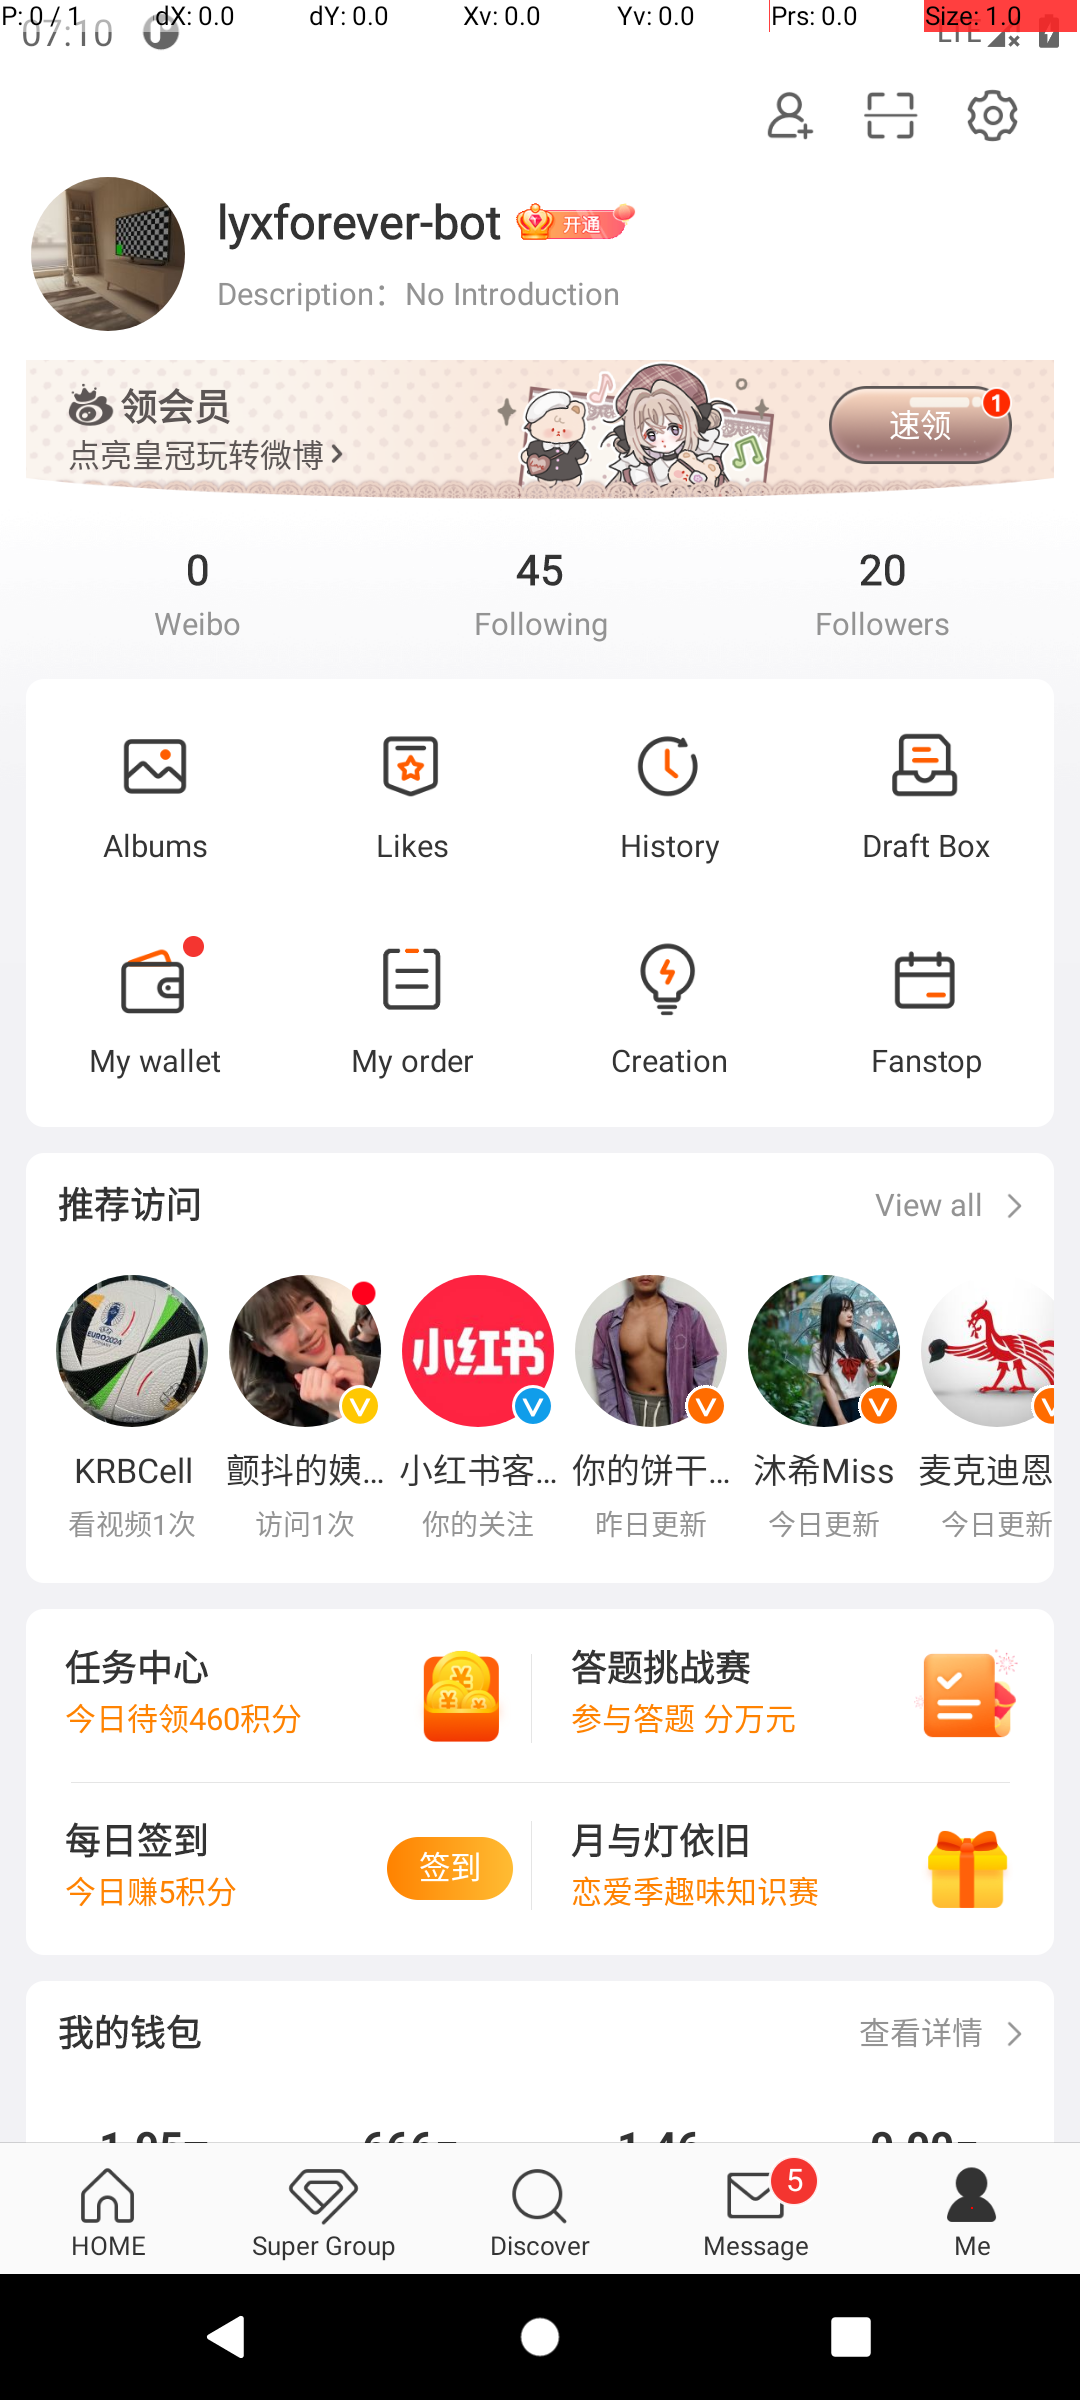 P: 0 / 1 dX: 0.0 dY: 0.0 Xv: 0.0 Yv: 0.0 Prs: 0.0 Size: 1.0
07:10 LTE
lyxforever-bot 开通
Description：No Introduction
领会员
点亮皇冠玩转微博
速领 1
0 45 20
Weibo Following Followers
Albums Likes History Draft Box
My wallet My order Creation Fanstop
推荐访问 View all
EURO2024
小红书
KRBCell 颤抖的姨... 小红书客... 你的饼干... 沐希Miss 麦克迪恩
看视频1次 访问1次 你的关注 昨日更新 今日更新 今日更新
任务中心 答题挑战赛
今日待领460积分 参与答题 分万元
每日签到 签到 月与灯依旧
今日赚5积分 恋爱季趣味知识赛
我的钱包 查看详情
5
HOME Super Group Discover Message Me